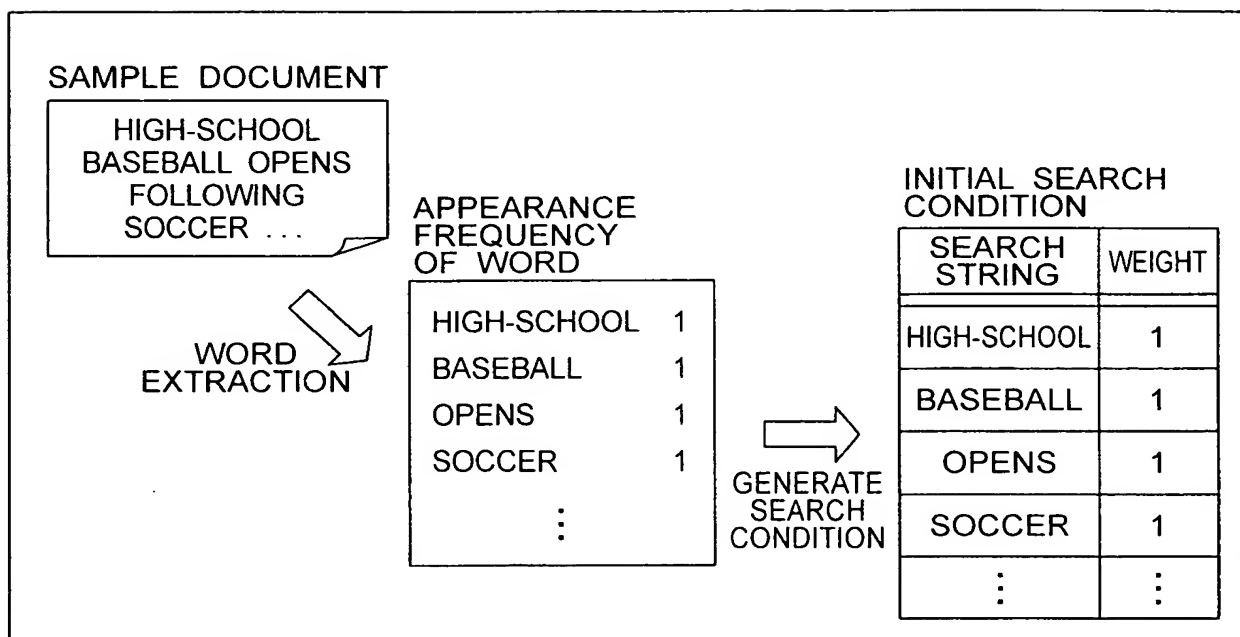 SAMPLE DOCUMENT
HIGH-SCHOOL
BASEBALL OPENS
FOLLOWING
SOCCER ...
WORD
EXTRACTION
APPEARANCE
FREQUENCY
OF WORD
HIGH-SCHOOL 1
BASEBALL 1
OPENS 1
SOCCER 1
⋮
GENERATE
SEARCH
CONDITION
INITIAL SEARCH
CONDITION
SEARCH
STRING WEIGHT
HIGH-SCHOOL 1
BASEBALL 1
OPENS 1
SOCCER 1
⋮ ⋮